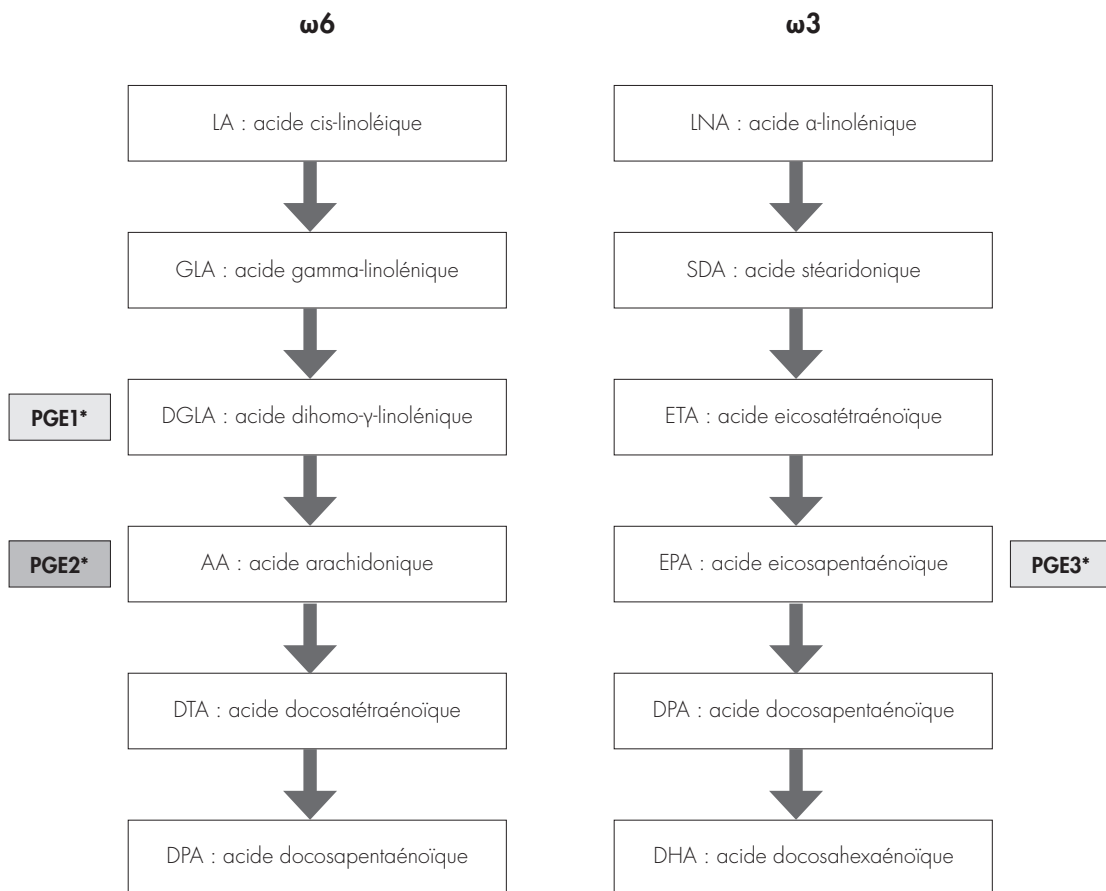 ω6
LA : acide cis-linoléique
GLA : acide gamma-linolénique
PGE1*
DGLA : acide dihomo-γ-linolénique
PGE2*
AA : acide arachidonique
DTA : acide docosatétraénoïque
DPA : acide docosapentaénoïque
ω3
LNA : acide α-linolénique
SDA : acide stéaridonique
ETA : acide eicosatétraénoïque
EPA : acide eicosapentaénoïque
PGE3*
DPA : acide docosapentaénoïque
DHA : acide docosahexaénoïque